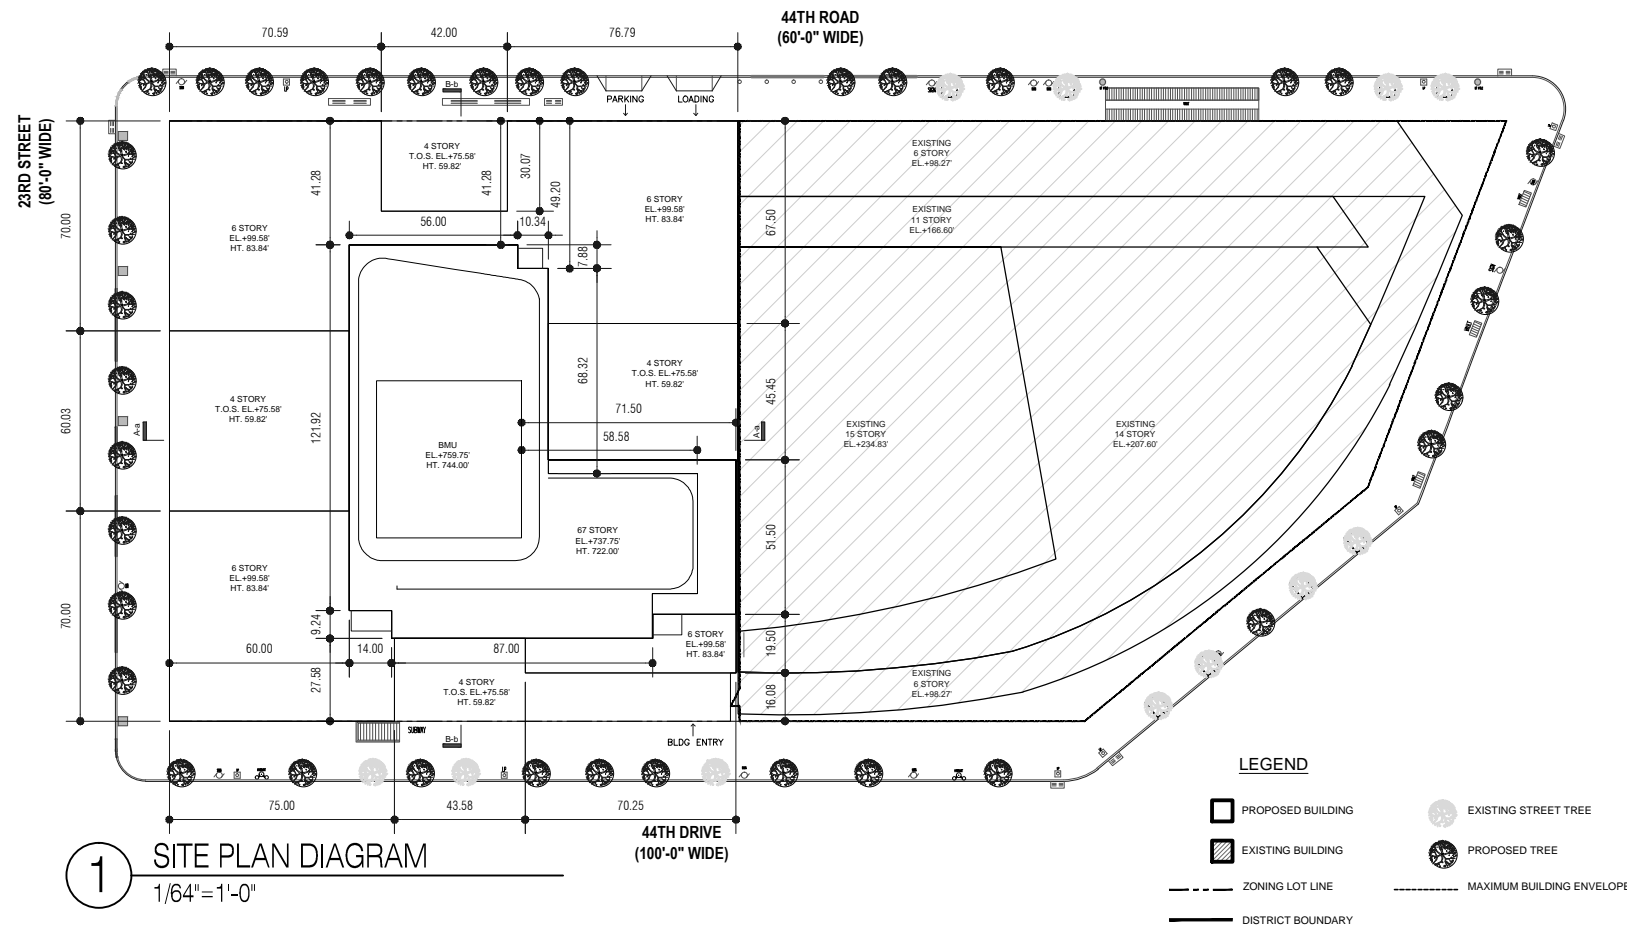 44TH ROAD
(60'-0" WIDE)
70.59
42.00
76.79
PARKING
LOADING
B-b
23RD STREET
(80'-0" WIDE)
70.00
60.03
70.00
41.28
121.92
9.24
27.58
4 STORY
T.O.S. EL.+75.58'
HT. 59.82'
41.28
30.07
49.20
56.00
10.34
7.88
68.32
6 STORY
EL.+99.58'
HT. 83.84'
6 STORY
EL.+99.58'
HT. 83.84'
EXISTING
6 STORY
EL.+98.27'
EXISTING
11 STORY
EL.+166.60'
67.50
45.45
51.50
19.50
16.08
4 STORY
T.O.S. EL.+75.58'
HT. 59.82'
4 STORY
T.O.S. EL.+75.58'
HT. 59.82'
71.50
58.58
A-a
A-a
BMU
EL.+759.75'
HT. 744.00'
EXISTING
15 STORY
EL.+234.83'
EXISTING
14 STORY
EL.+207.60'
67 STORY
EL.+737.75'
HT. 722.00'
6 STORY
EL.+99.58'
HT. 83.84'
6 STORY
EL.+99.58'
HT. 83.84'
60.00
14.00
87.00
4 STORY
T.O.S. EL.+75.58'
HT. 59.82'
EXISTING
6 STORY
EL.+98.27'
SUBWAY
B-b
BLDG ENTRY
75.00
43.58
70.25
44TH DRIVE
(100'-0" WIDE)
1
SITE PLAN DIAGRAM
1/64"=1'-0"
LEGEND
PROPOSED BUILDING
EXISTING STREET TREE
EXISTING BUILDING
PROPOSED TREE
ZONING LOT LINE
MAXIMUM BUILDING ENVELOPE
DISTRICT BOUNDARY